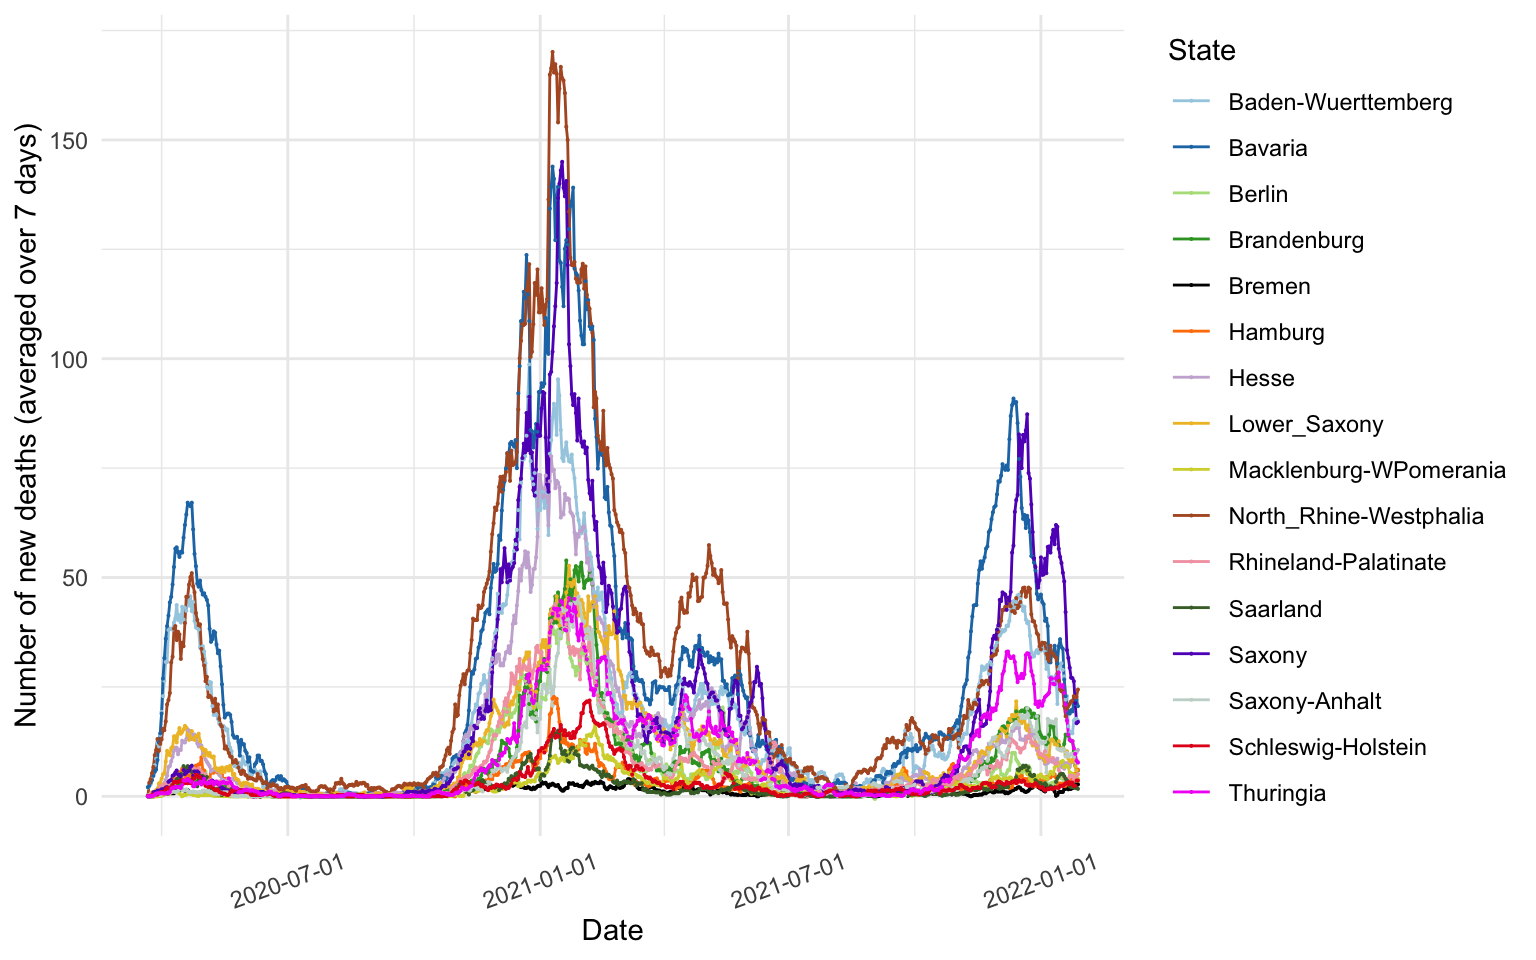 Number of new deaths (averaged over 7 days)
150
100
50
0
2020-07-01
2021-01-01
2021-07-01
2022-01-01
Date
State
Baden-Wuerttemberg
Bavaria
Berlin
Brandenburg
Bremen
Hamburg
Hesse
Lower_Saxony
Macklenburg-WPomerania
North_Rhine-Westphalia
Rhineland-Palatinate
Saarland
Saxony
Saxony-Anhalt
Schleswig-Holstein
Thuringia